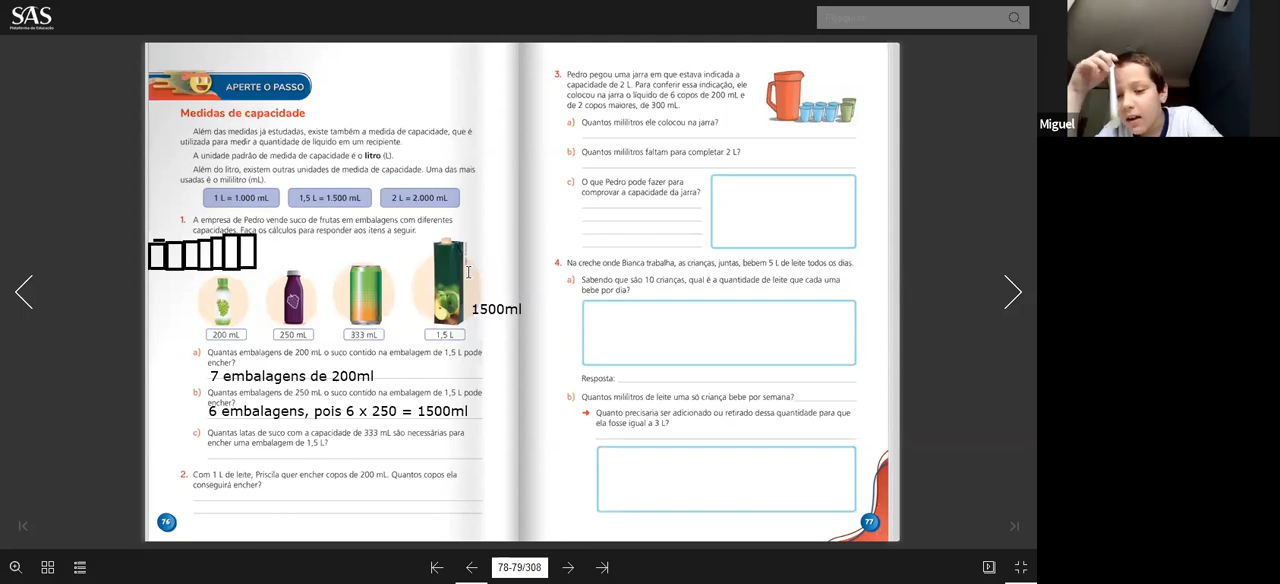 SAS
Plataforma de Educação
Pesquisar
APERTE O PASSO
Medidas de capacidade
Além das medidas já estudadas, existe também a medida de capacidade, que é
utilizada para medir a quantidade de líquido em um recipiente.
A unidade padrão de medida de capacidade é o litro (L).
Além do litro, existem outras unidades de medida de capacidade. Uma das mais
usadas é o mililitro (mL).
1 L = 1.000 mL
1,5 L = 1.500 mL
2 L = 2.000 mL
1. A empresa de Pedro vende suco de frutas em embalagens com diferentes
capacidades. Faça os cálculos para responder aos itens a seguir.
1500ml
200 mL
250 mL
333 mL
1,5 L
a) Quantas embalagens de 200 mL o suco contido na embalagem de 1,5 L pode
encher?
7 embalagens de 200ml
b) Quantas embalagens de 250 mL o suco contido na embalagem de 1,5 L pode
encher?
6 embalagens, pois 6 x 250 = 1500ml
c) Quantas latas de suco com a capacidade de 333 mL são necessárias para
encher uma embalagem de 1,5 L?
2. Com 1 L de leite, Priscila quer encher copos de 200 mL. Quantos copos ela
conseguirá encher?
76
3. Pedro pegou uma jarra em que estava indicada a
capacidade de 2 L. Para conferir essa indicação, ele
colocou na jarra o líquido de 6 copos de 200 mL e
de 2 copos maiores, de 300 mL.
a) Quantos mililitros ele colocou na jarra?
b) Quantos mililitros faltam para completar 2 L?
c) O que Pedro pode fazer para
comprovar a capacidade da jarra?
4. Na creche onde Bianca trabalha, as crianças, juntas, bebem 5 L de leite todos os dias.
a) Sabendo que são 10 crianças, qual é a quantidade de leite que cada uma
bebe por dia?
Resposta:
b) Quantos mililitros de leite uma só criança bebe por semana?
Quanto precisaria ser adicionado ou retirado dessa quantidade para que
ela fosse igual a 3 L?
77
Miguel
78-79/308